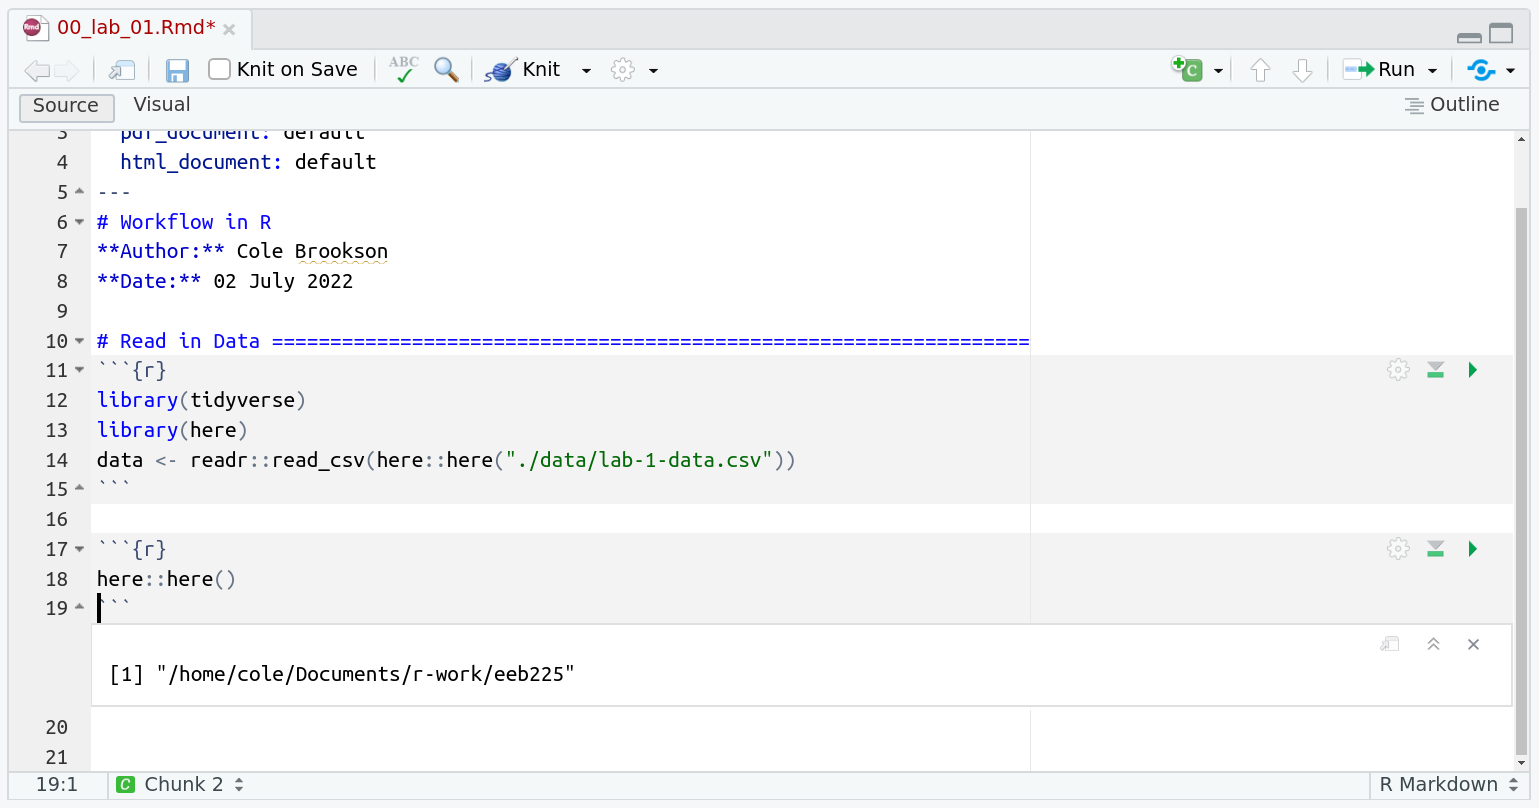 00_lab_01.Rmd*
Knit on Save ABC Knit Run
Source Visual Outline
3 pdf_document: default
4 html_document: default
5 ---
6 # Workflow in R
7 **Author:** Cole Brookson
8 **Date:** 02 July 2022
9
10 # Read in Data =================================================================
11 ```{r}
12 library(tidyverse)
13 library(here)
14 data <- readr::read_csv(here::here("./data/lab-1-data.csv"))
15 ```
16
17 ```{r}
18 here::here()
19 ```
[1] "/home/cole/Documents/r-work/eeb225"
20
21
19:1 C Chunk 2 R Markdown